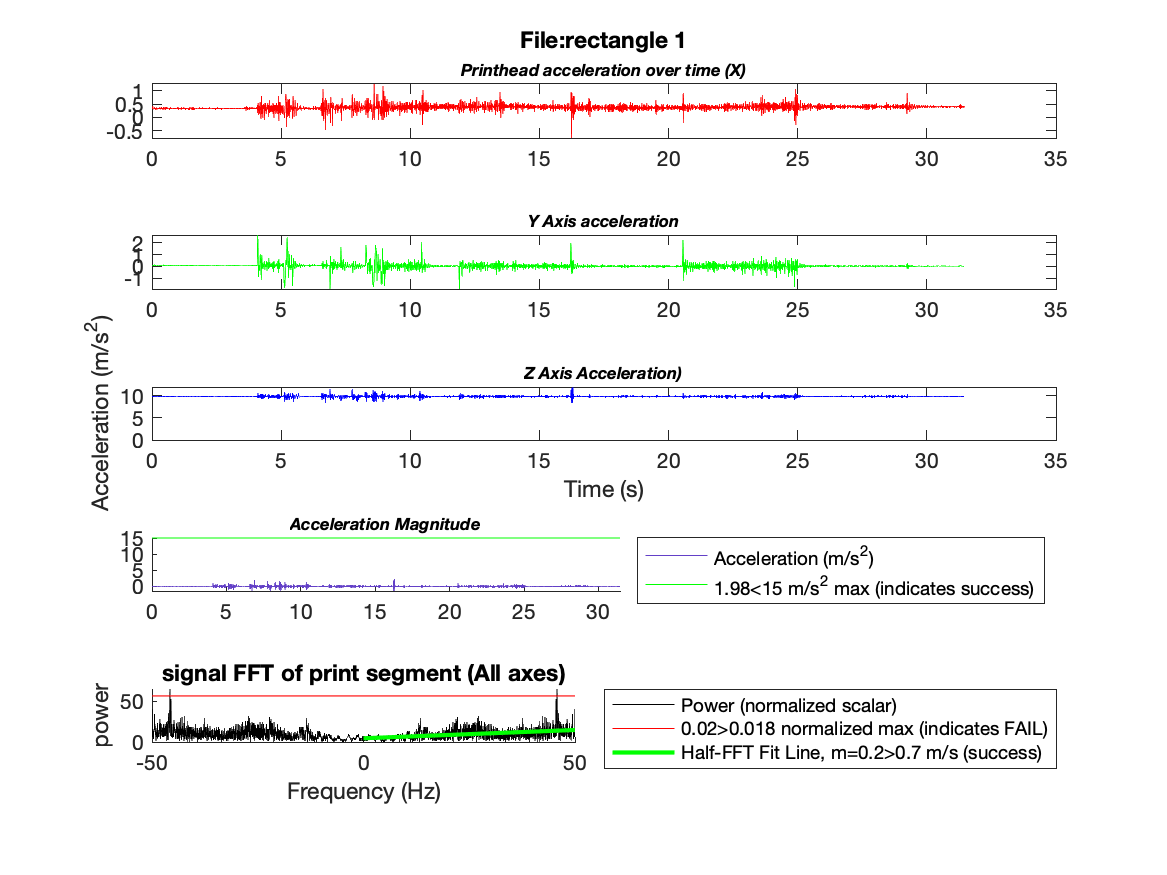 File:rectangle 1
Printhead acceleration over time (X)
1
0.5
0
-0.5
0 5 10 15 20 25 30 35
Y Axis acceleration
2
1
0
-1
0 5 10 15 20 25 30 35
Acceleration (m/s²)
Z Axis Acceleration)
10
5
0
0 5 10 15 20 25 30 35
Time (s)
Acceleration Magnitude
15
10
5
0
0 5 10 15 20 25 30
Acceleration (m/s²)
1.98<15 m/s² max (indicates success)
signal FFT of print segment (All axes)
power
50
0
-50 0 50
Frequency (Hz)
Power (normalized scalar)
0.02>0.018 normalized max (indicates FAIL)
Half-FFT Fit Line, m=0.2>0.7 m/s (success)